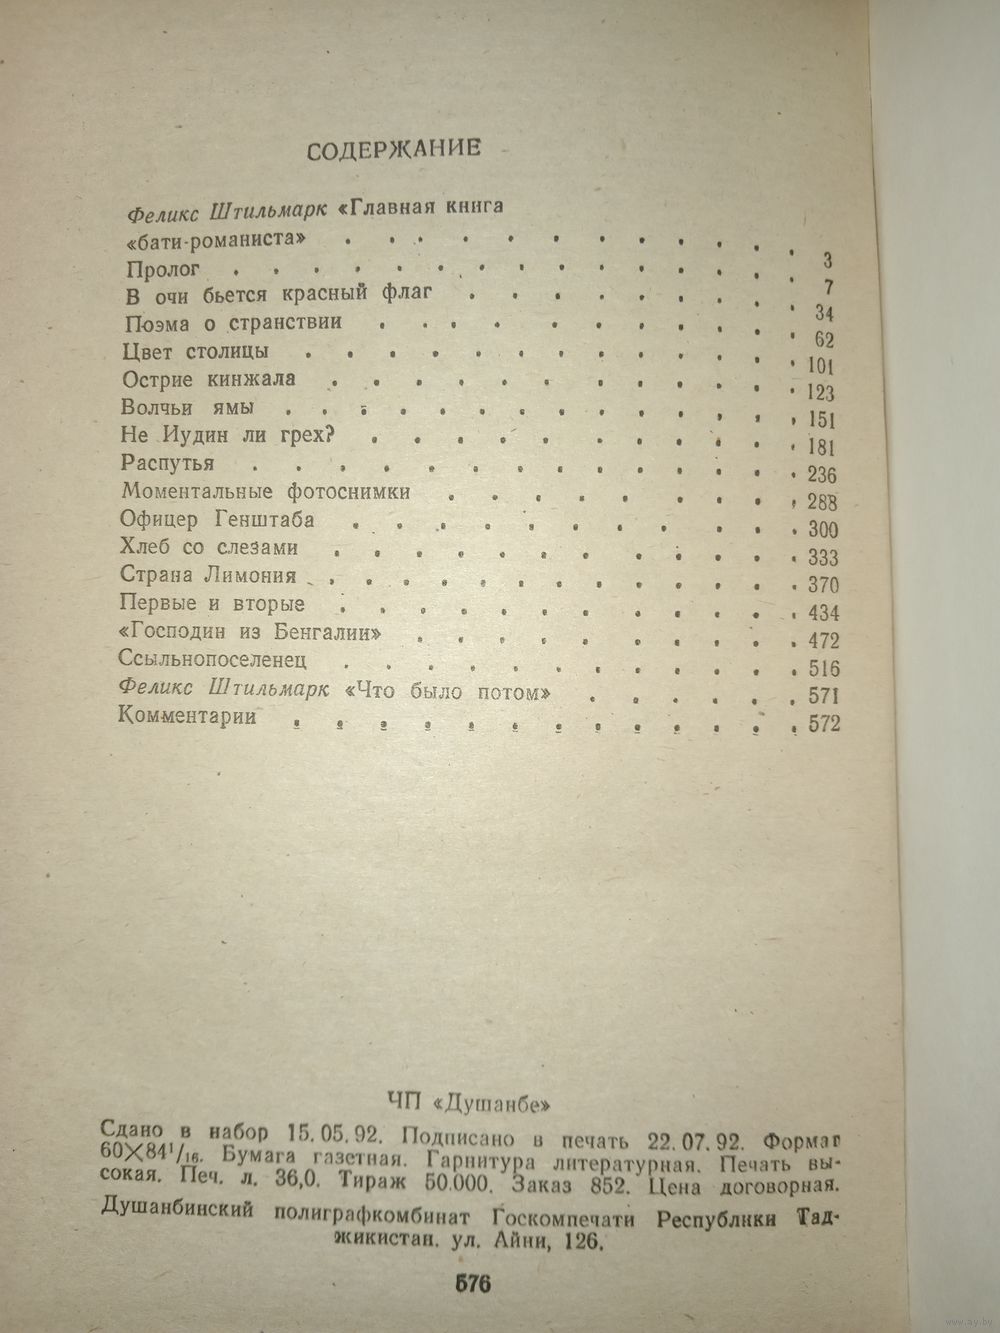 СОДЕРЖАНИЕ
Феликс Штильмарк «Главная книга
«бати-романиста» . . . . . . . . . . . 3
Пролог . . . . . . . . . . . . . . 7
В очи бьется красный флаг . . . . . . . . 34
Поэма о странствии . . . . . . . . . . 62
Цвет столицы . . . . . . . . . . . . 101
Острие кинжала . . . . . . . . . . . 123
Волчьи ямы . . . . . . . . . . . . . 151
Не Иудин ли грех? . . . . . . . . . . 181
Распутья . . . . . . . . . . . . . 236
Моментальные фотоснимки . . . . . . . . . 288
Офицер Генштаба . . . . . . . . . . . 300
Хлеб со слезами . . . . . . . . . . . 333
Страна Лимония . . . . . . . . . . . 370
Первые и вторые . . . . . . . . . . . 434
«Господин из Бенгалии» . . . . . . . . . 472
Ссыльнопоселенец . . . . . . . . . . . 516
Феликс Штильмарк «Что было потом» . . . . . . 571
Комментарии . . . . . . . . . . . . 572
ЧП «Душанбе»
Сдано в набор 15.05.92. Подписано в печать 22.07.92. Формат
60X84¹/₁₆. Бумага газетная. Гарнитура литературная. Печать вы-
сокая. Печ. л. 36,0. Тираж 50.000. Заказ 852. Цена договорная.
Душанбинский полиграфкомбинат Госкомпечати Республики Тад-
жикистан. ул. Айни, 126.
576
www.ay.by